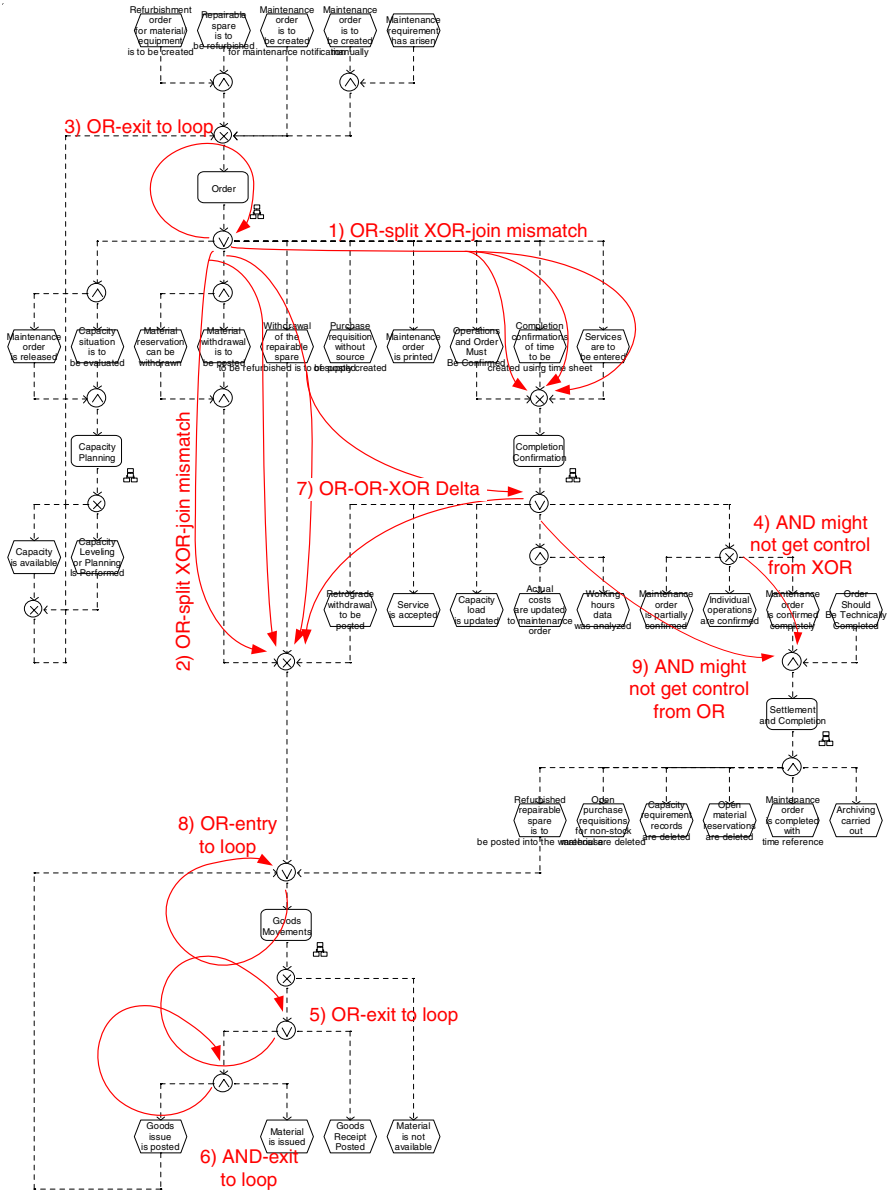 Refurbishment
order
for material
equipment
is to be created
Repairable
spare
is to
be refurbished
Maintenance
order
is to
be created
for maintenance notification
Maintenance
order
is to
be created
manually
Maintenance
requirement
has arisen
3) OR-exit to loop
Order
1) OR-split XOR-join mismatch
Maintenance
order
is released
Capacity
situation
is to
be evaluated
Material
reservation
can be
withdrawn
Material
withdrawal
is to
be posted
Withdrawal
of the
repairable
spare
to be refurbished is to
Purchase
requisition
without
source
of supply created
Maintenance
order
is printed
Operations
and Order
Must
Be Confirmed
Completion
confirmations
of time
to be
created using time sheet
Services
are to
be entered
Capacity
Planning
Completion
Confirmation
2) OR-split XOR-join mismatch
7) OR-OR-XOR Delta
4) AND might
not get control
from XOR
Capacity
is available
Capacity
Leveling
or Planning
Is Performed
Retrograde
withdrawal
to be
posted
Service
is accepted
Capacity
load
is updated
Actual
costs
are updated
to maintenance
order
Working
hours
data
was analyzed
Maintenance
order
is partially
confirmed
Individual
operations
are confirmed
Maintenance
order
is confirmed
completely
Order
Should
Be Technically
Completed
9) AND might
not get control
from OR
Settlement
and Completion
Refurbished
repairable
spare
is to
be posted into the warehouse
Open
purchase
requisitions
for non-stock
material are deleted
Capacity
requirement
records
are deleted
Open
material
reservations
are deleted
Maintenance
order
is completed
with
time reference
Archiving
carried
out
8) OR-entry
to loop
Goods
Movements
5) OR-exit to loop
Goods
issue
is posted
Material
is issued
Goods
Receipt
Posted
Material
is not
available
6) AND-exit
to loop